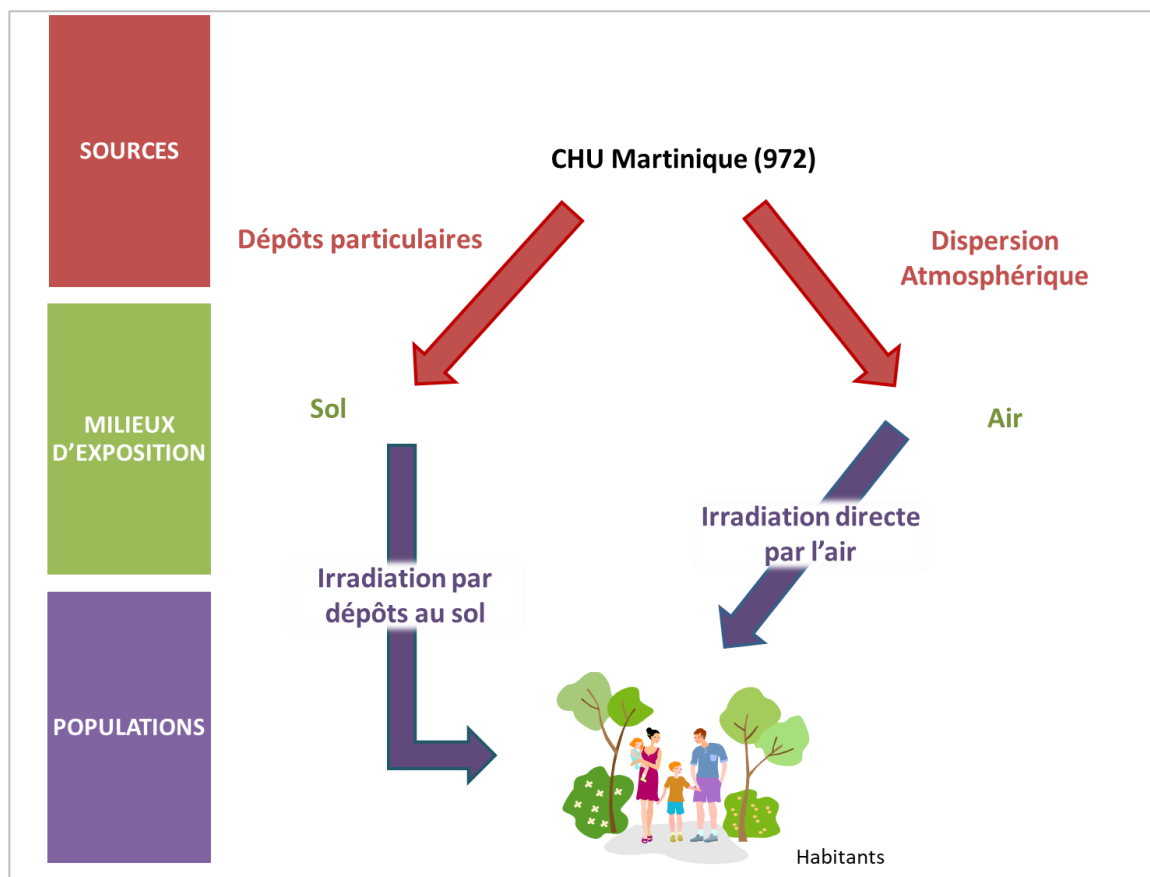 SOURCES
CHU Martinique (972)
Dépôts particulaires
Dispersion
Atmosphérique
MILIEUX
D'EXPOSITION
Sol
Air
Irradiation directe
par l'air
Irradiation par
dépôts au sol
POPULATIONS
Habitants